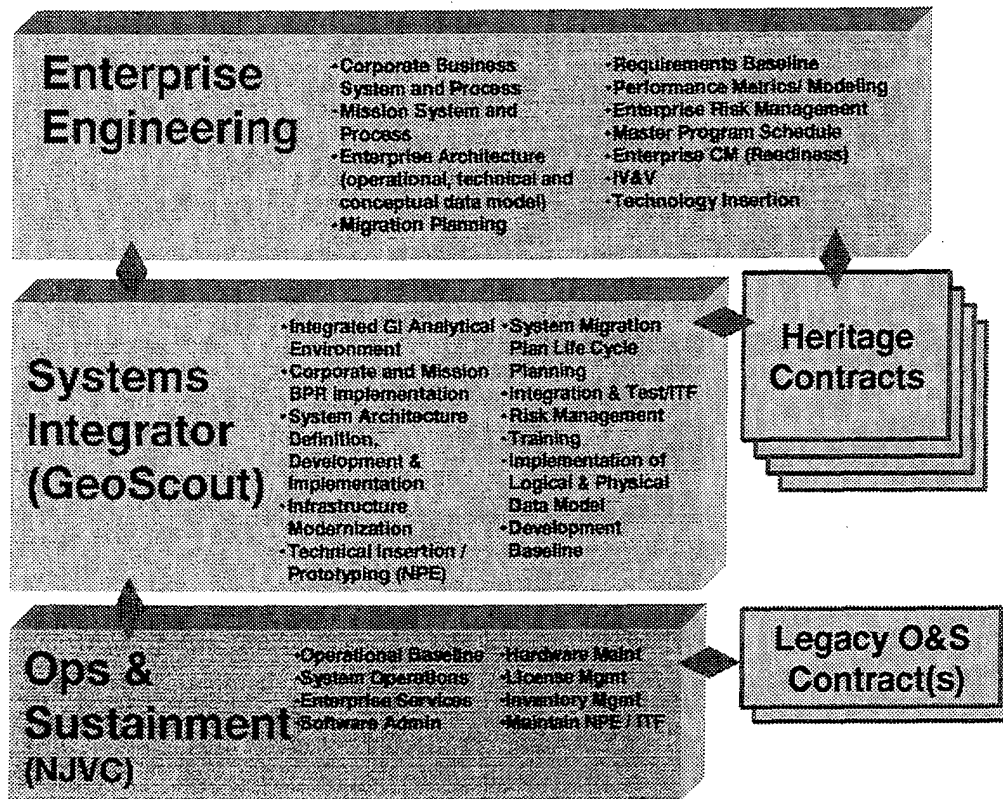 Enterprise
Engineering
•Corporate Business
System and Process
•Mission System and
Process
•Enterprise Architecture
(operational, technical and
conceptual data model)
•Migration Planning
•Requirements Baseline
•Performance Metrics/ Modeling
•Enterprise Risk Management
•Master Program Schedule
•Enterprise CM (Readiness)
•IV&V
•Technology Insertion
Systems
Integrator
(GeoScout)
•Integrated GI Analytical
Environment
•Corporate and Mission
BPR Implementation
•System Architecture
Definition,
Development &
Implementation
•Infrastructure
Modernization
•Technical Insertion /
Prototyping (NPE)
•System Migration
Plan Life Cycle
Planning
•Integration & Test/ITF
•Risk Management
•Training
•Implementation of
Logical & Physical
Data Model
•Development
Baseline
Heritage
Contracts
Ops &
Sustainment
(NJVC)
•Operational Baseline
•System Operations
•Enterprise Services
•Software Admin
•Hardware Maint
•License Mgmt
•Inventory Mgmt
•Maintain NPE / ITF
Legacy O&S
Contract(s)